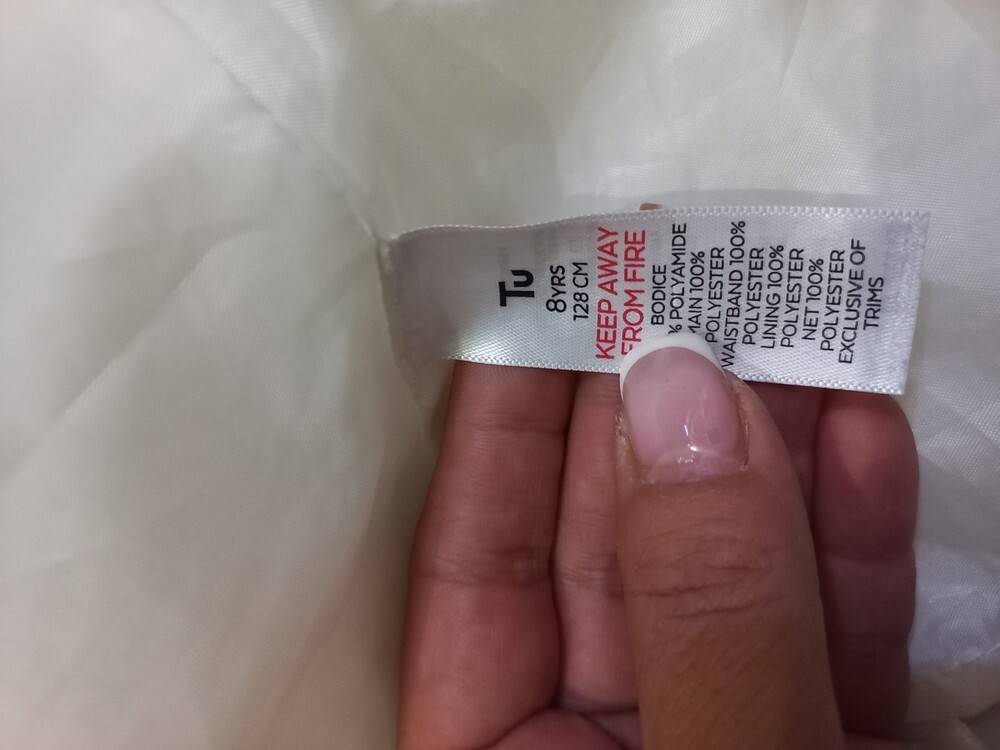 Tu
8YRS
128 CM
KEEP AWAY
FROM FIRE
BODICE
% POLYAMIDE
MAIN 100%
POLYESTER
WAISTBAND 100%
POLYESTER
LINING 100%
POLYESTER
NET 100%
POLYESTER
EXCLUSIVE OF
TRIMS